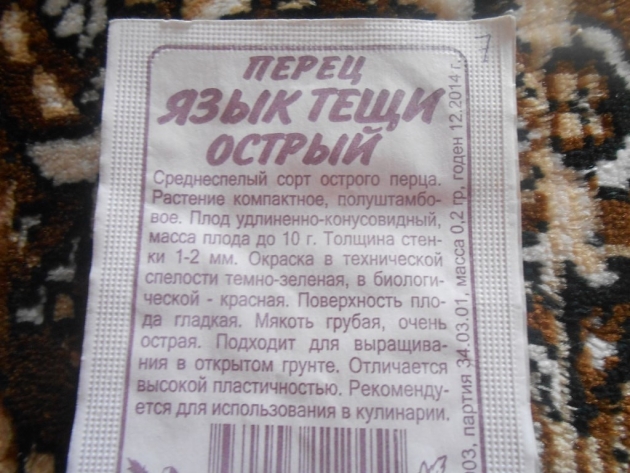 ПЕРЕЦ
ЯЗЫК ТЕЩИ
ОСТРЫЙ
Среднеспелый сорт острого перца.
Растение компактное, полуштамбо-
вое. Плод удлиненно-конусовидный,
масса плода до 10 г. Толщина стен-
ки 1-2 мм. Окраска в технической
спелости темно-зеленая, в биологи-
ческой - красная. Поверхность пло-
да гладкая. Мякоть грубая, очень
острая. Подходит для выращива-
ния в открытом грунте. Отличается
высокой пластичностью. Рекоменду-
ется для использования в кулинарии.
003, партия 34.03.01, масса 0,2 гр, годен 12.2014 г.
7